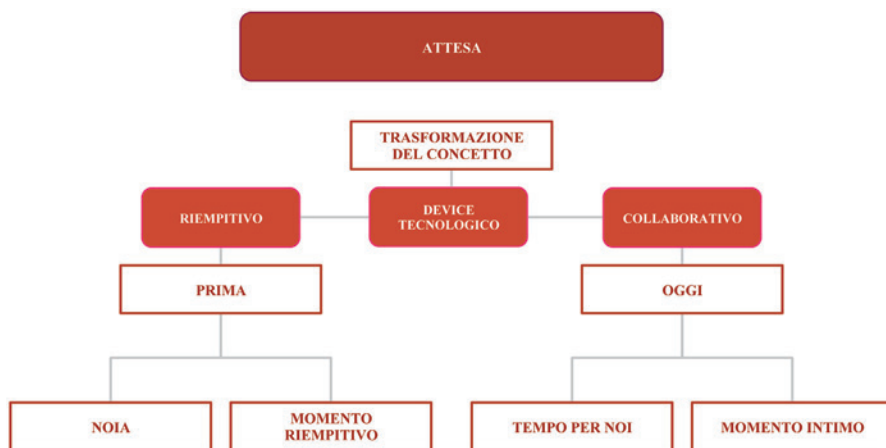 ATTESA
TRASFORMAZIONE
DEL CONCETTO
RIEMPITIVO
DEVICE
TECNOLOGICO
COLLABORATIVO
PRIMA
OGGI
NOIA
MOMENTO
RIEMPITIVO
TEMPO PER NOI
MOMENTO INTIMO